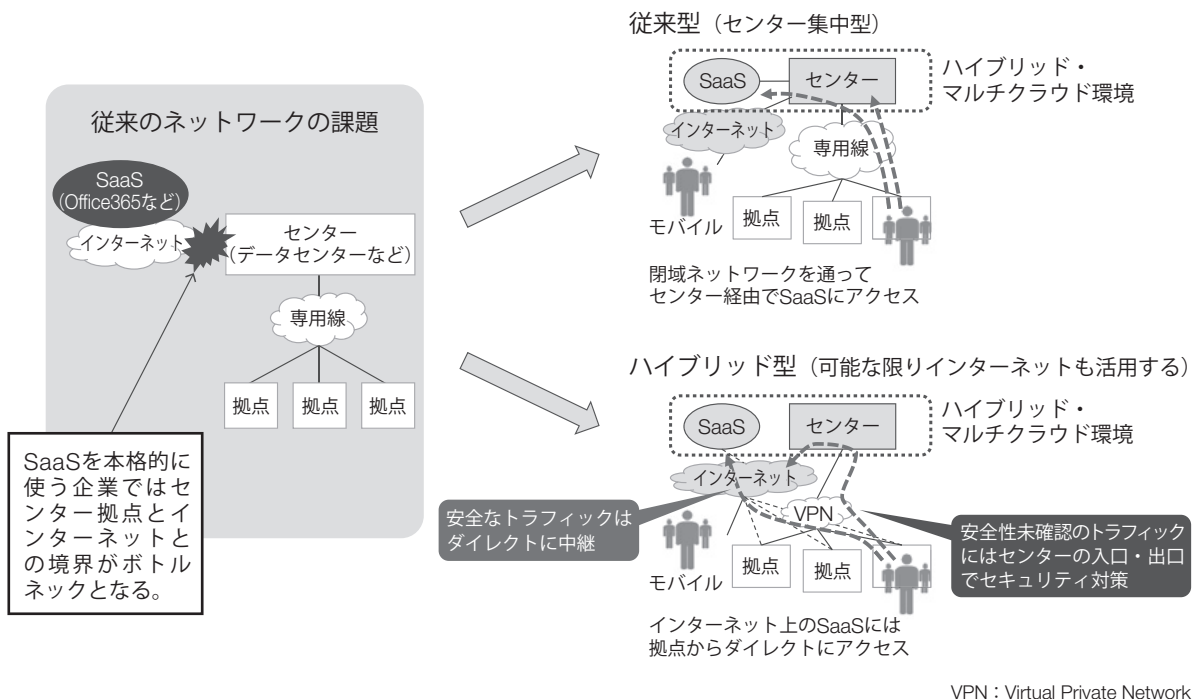 従来のネットワークの課題
SaaS
(Office365など)
インターネット
センター
(データセンターなど)
専用線
拠点
拠点
拠点
SaaSを本格的に
使う企業ではセ
ンター拠点とイ
ンターネットと
の境界がボトル
ネックとなる。
従来型（センター集中型）
SaaS
センター
ハイブリッド・
マルチクラウド環境
インターネット
専用線
モバイル
拠点
拠点
閉域ネットワークを通って
センター経由でSaaSにアクセス
ハイブリッド型（可能な限りインターネットも活用する）
SaaS
センター
ハイブリッド・
マルチクラウド環境
インターネット
安全なトラフィックは
ダイレクトに中継
VPN
安全性未確認のトラフィック
にはセンターの入口・出口
でセキュリティ対策
モバイル
拠点
拠点
インターネット上のSaaSには
拠点からダイレクトにアクセス
VPN：Virtual Private Network